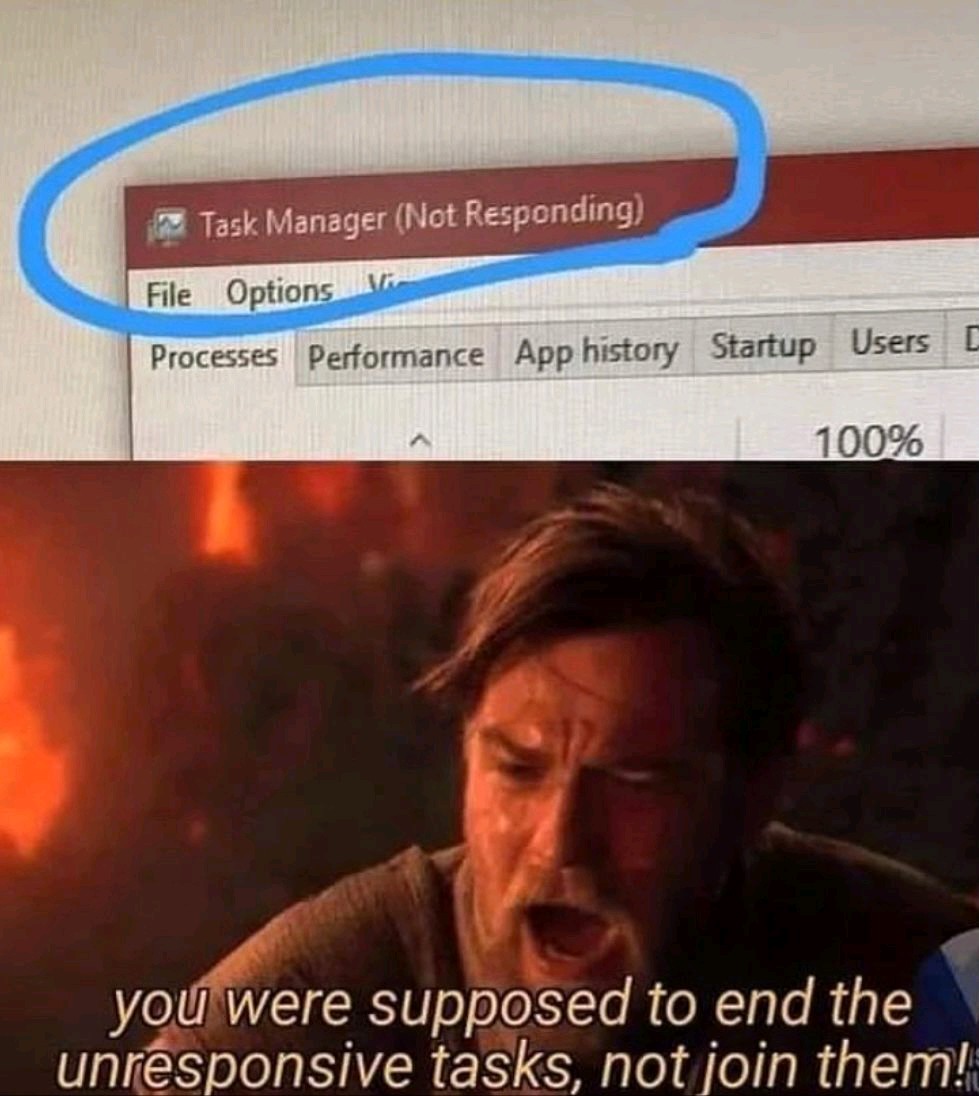 Task Manager (Not Responding)
File Options
Processes Performance App history Startup Users
100%
you were supposed to end the
unresponsive tasks, not join them!